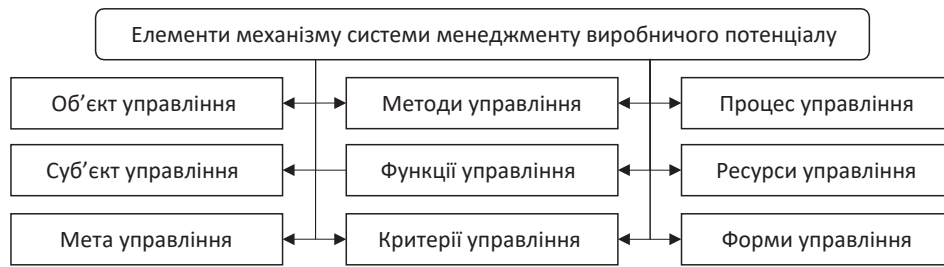 Елементи механізму системи менеджменту виробничого потенціалу
Об’єкт управління
Методи управління
Процес управління
Суб’єкт управління
Функції управління
Ресурси управління
Мета управління
Критерії управління
Форми управління